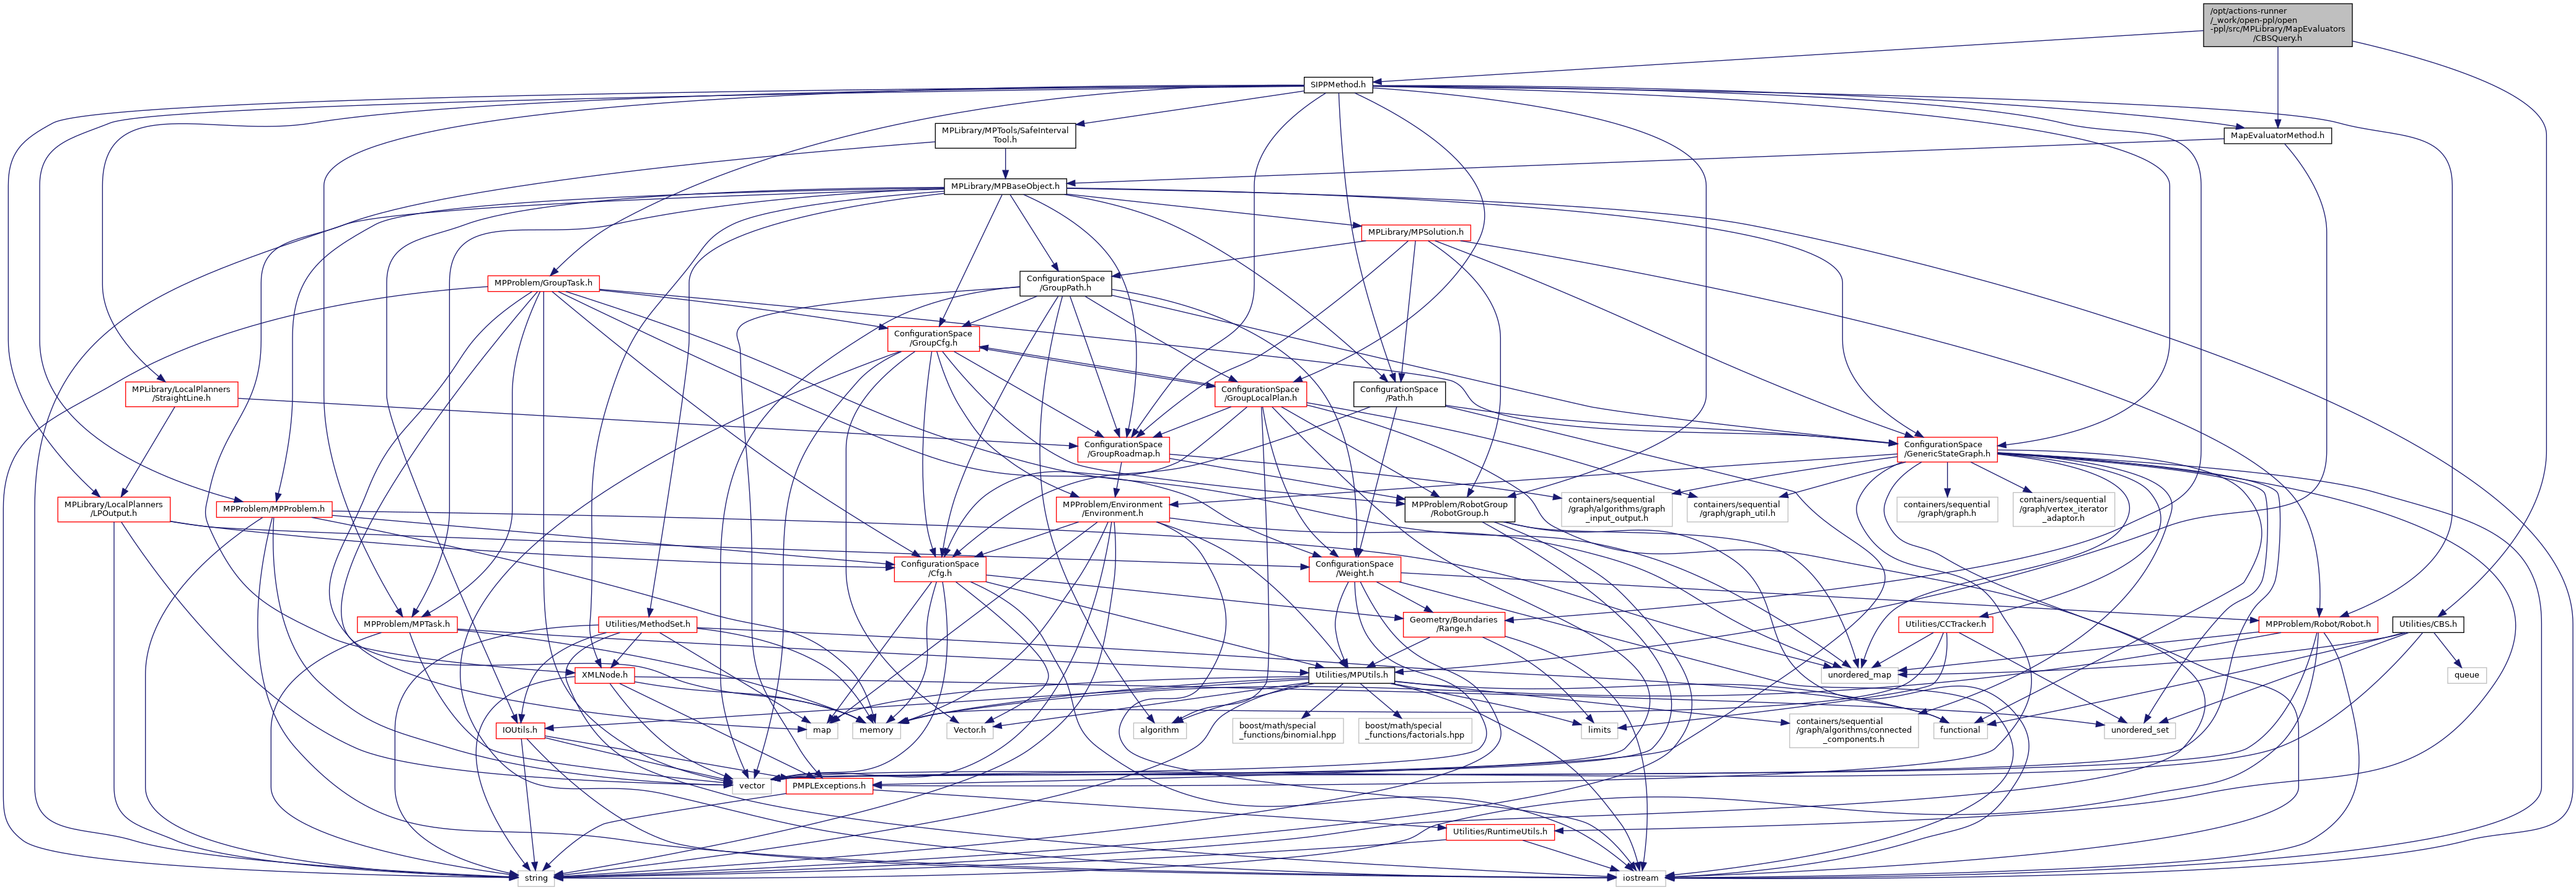 /opt/actions-runner
/_work/open-ppl/open
-ppl/src/MPLibrary/MapEvaluators
/CBSQuery.h
SIPPMethod.h
MPLibrary/MPTools/SafeInterval
Tool.h
MapEvaluatorMethod.h
MPLibrary/MPBaseObject.h
MPLibrary/MPSolution.h
MPProblem/GroupTask.h
ConfigurationSpace
/GroupPath.h
ConfigurationSpace
/GroupCfg.h
MPLibrary/LocalPlanners
/StraightLine.h
ConfigurationSpace
/GroupLocalPlan.h
ConfigurationSpace
/Path.h
ConfigurationSpace
/GroupRoadmap.h
ConfigurationSpace
/GenericStateGraph.h
MPLibrary/LocalPlanners
/LPOutput.h
MPProblem/MPProblem.h
MPProblem/Environment
/Environment.h
MPProblem/RobotGroup
/RobotGroup.h
containers/sequential
/graph/algorithms/graph
_input_output.h
containers/sequential
/graph/graph_util.h
containers/sequential
/graph/graph.h
containers/sequential
/graph/vertex_iterator
_adaptor.h
ConfigurationSpace
/Cfg.h
ConfigurationSpace
/Weight.h
MPProblem/MPTask.h
Utilities/MethodSet.h
Geometry/Boundaries
/Range.h
Utilities/CCTracker.h
MPProblem/Robot/Robot.h
Utilities/CBS.h
XMLNode.h
Utilities/MPUtils.h
unordered_map
queue
IOUtils.h
map
memory
Vector.h
algorithm
boost/math/special
_functions/binomial.hpp
boost/math/special
_functions/factorials.hpp
limits
containers/sequential
/graph/algorithms/connected
_components.h
functional
unordered_set
vector
PMPLExceptions.h
Utilities/RuntimeUtils.h
string
iostream